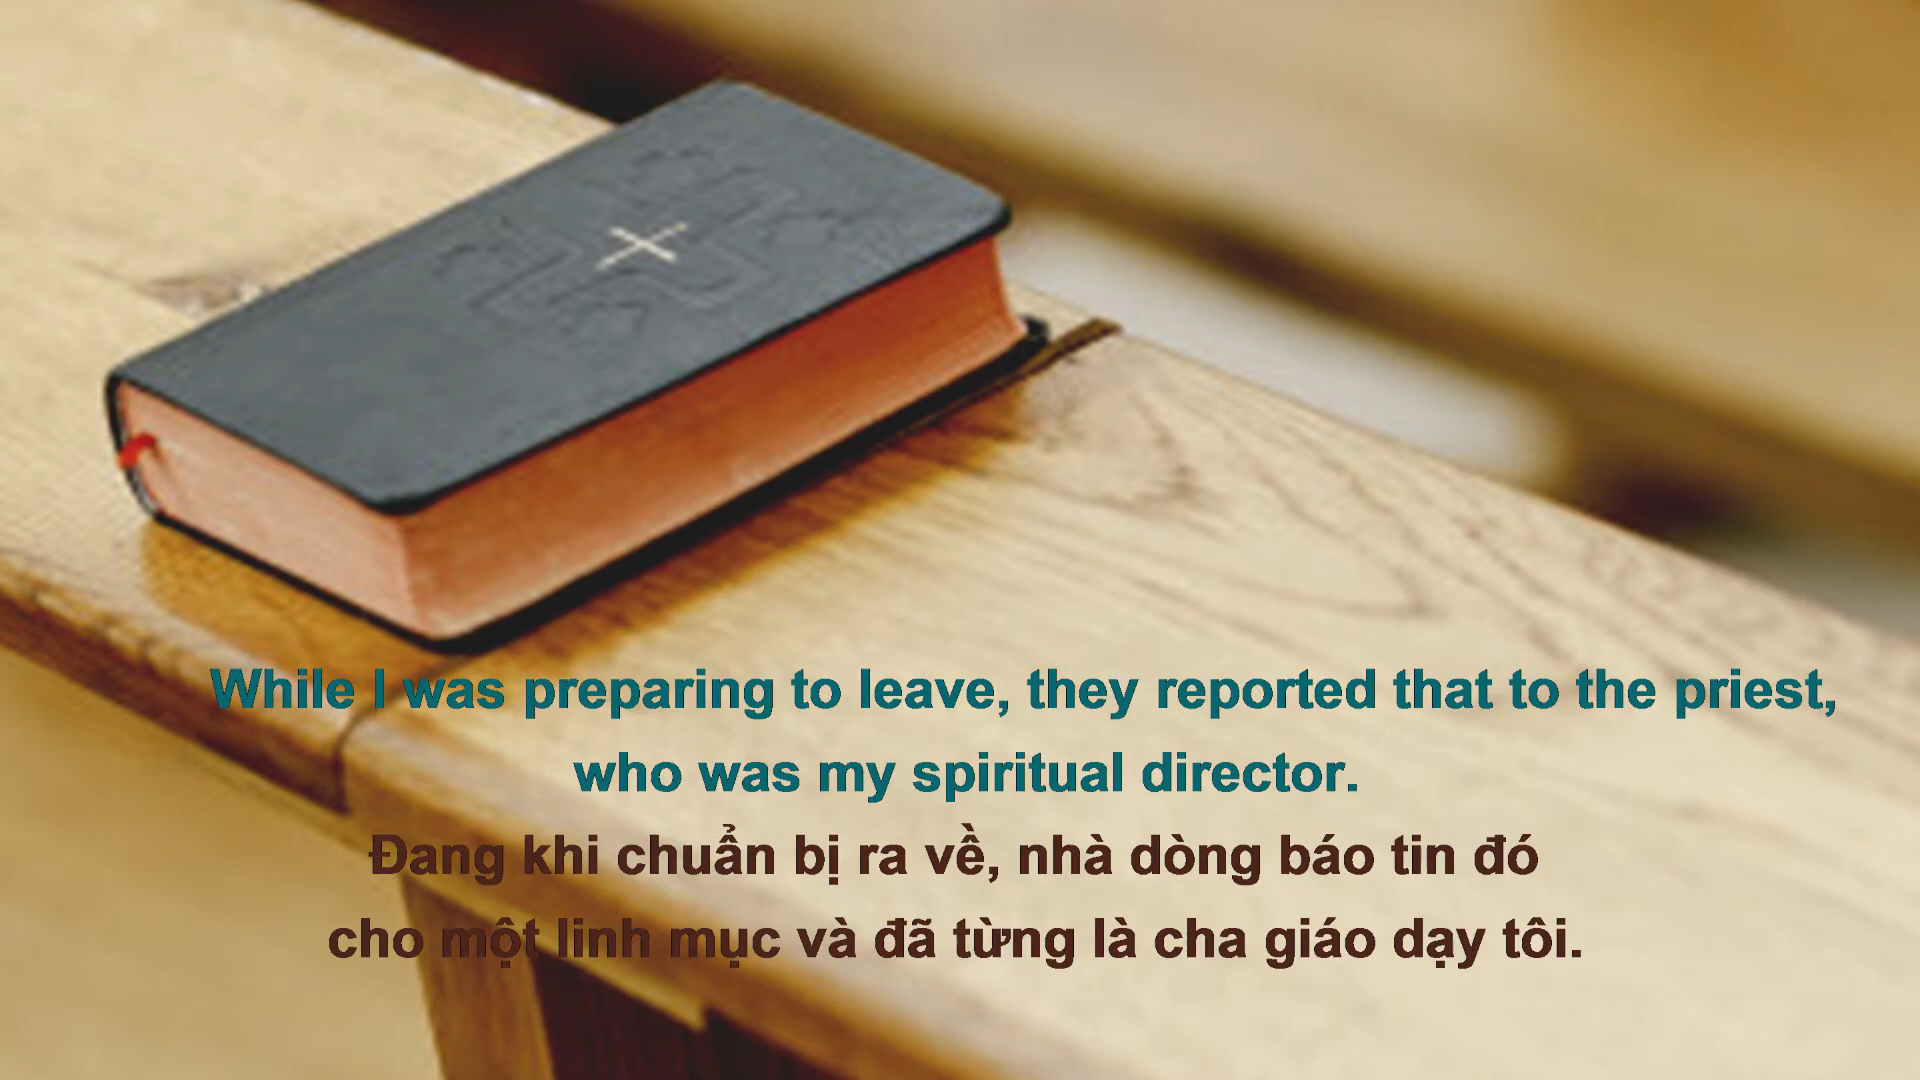 While I was preparing to leave, they reported that to the priest,
who was my spiritual director.
Đang khi chuẩn bị ra về, nhà dòng báo tin đó
cho một linh mục và đã từng là cha giáo dạy tôi.